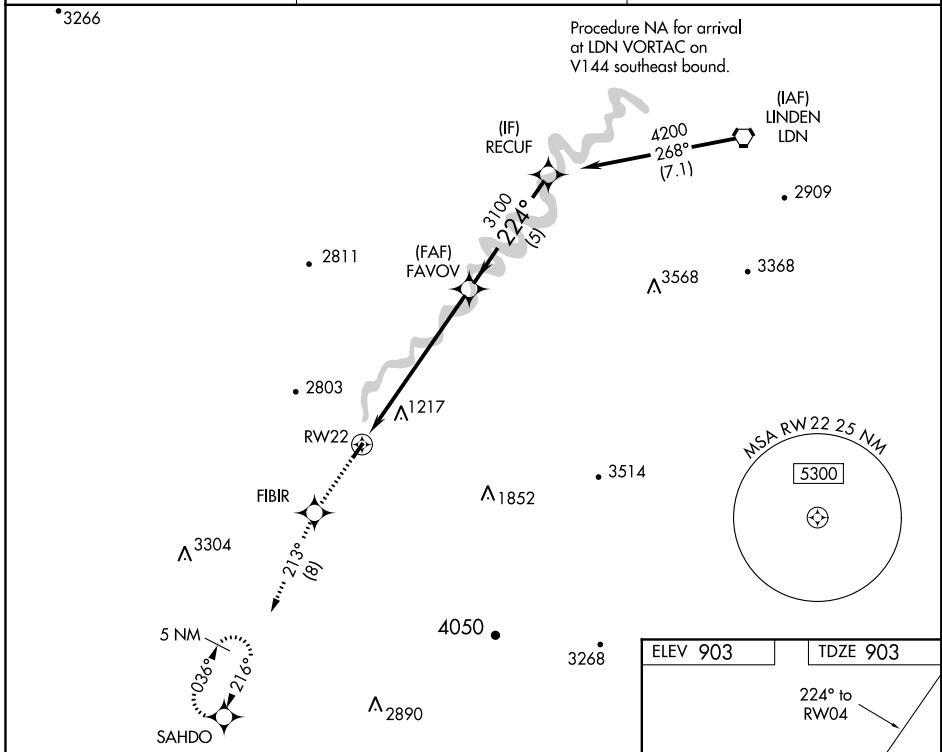 3266
Procedure NA for arrival
at LDN VORTAC on
V144 southeast bound.
(IAF)
LINDEN
LDN
(IF)
RECUF
4200
268°
(7.1)
2909
3100
224°
(5)
(FAF)
FAVOV
2811
3568
3368
2803
1217
RW22
MSA RW22 25 NM
5300
3514
1852
FIBIR
3304
213°
(8)
4050
3268
5 NM
036°
216°
SAHDO
2890
ELEV 903
TDZE 903
224° to
RW04